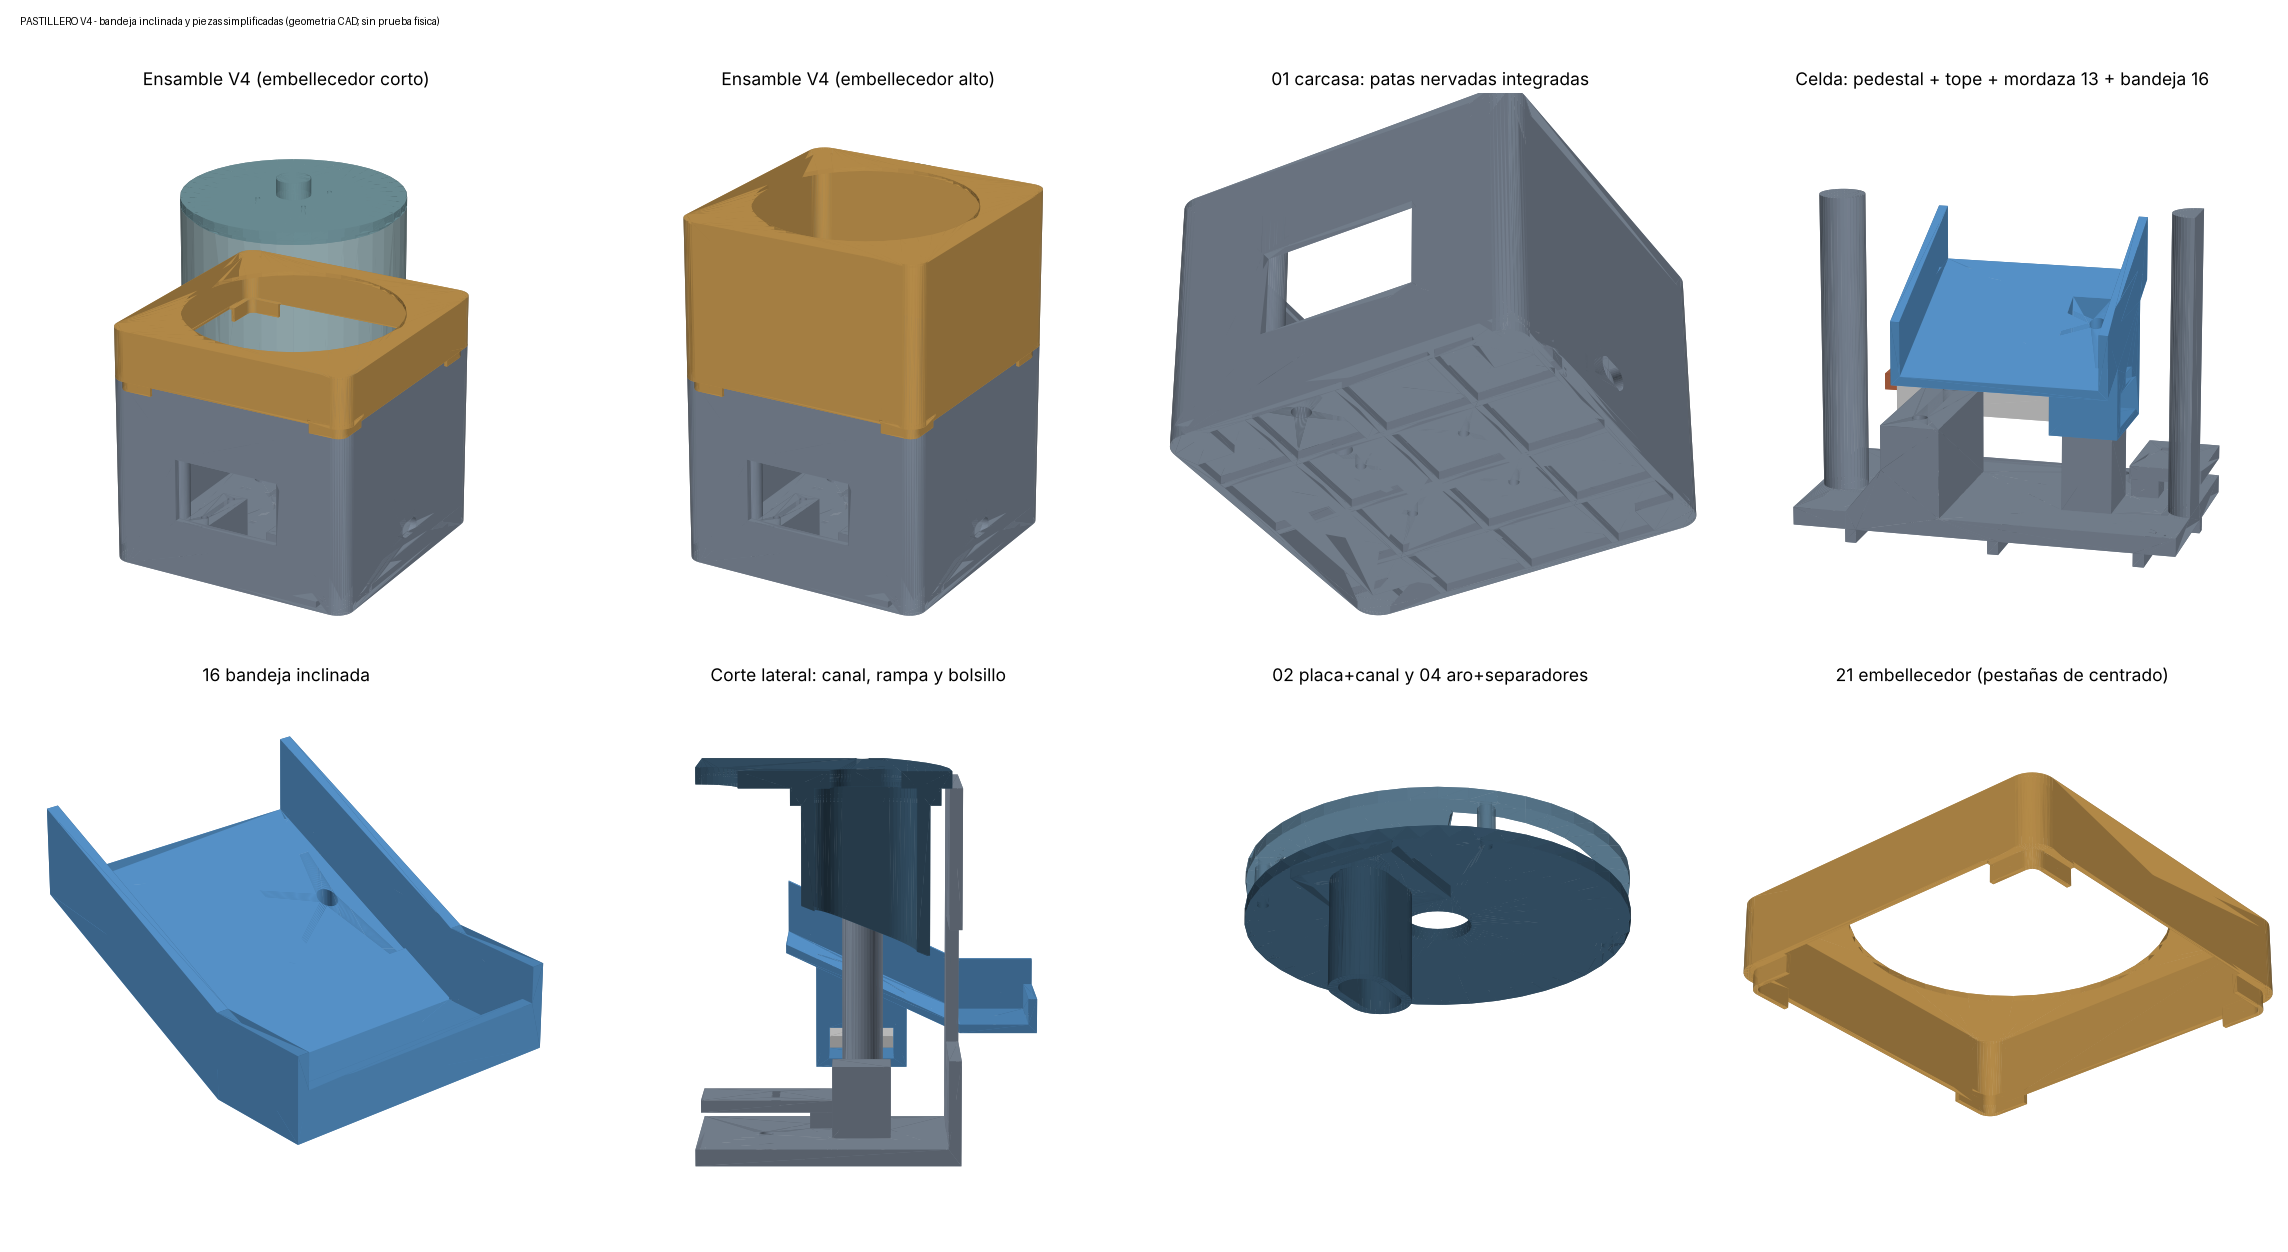 PASTILLERO V4 - bandeja inclinada y piezas simplificadas (geometria CAD; sin prueba fisica)
Ensamble V4 (embellecedor corto)
Ensamble V4 (embellecedor alto)
01 carcasa: patas nervadas integradas
Celda: pedestal + tope + mordaza 13 + bandeja 16
16 bandeja inclinada
Corte lateral: canal, rampa y bolsillo
02 placa+canal y 04 aro+separadores
21 embellecedor (pestañas de centrado)